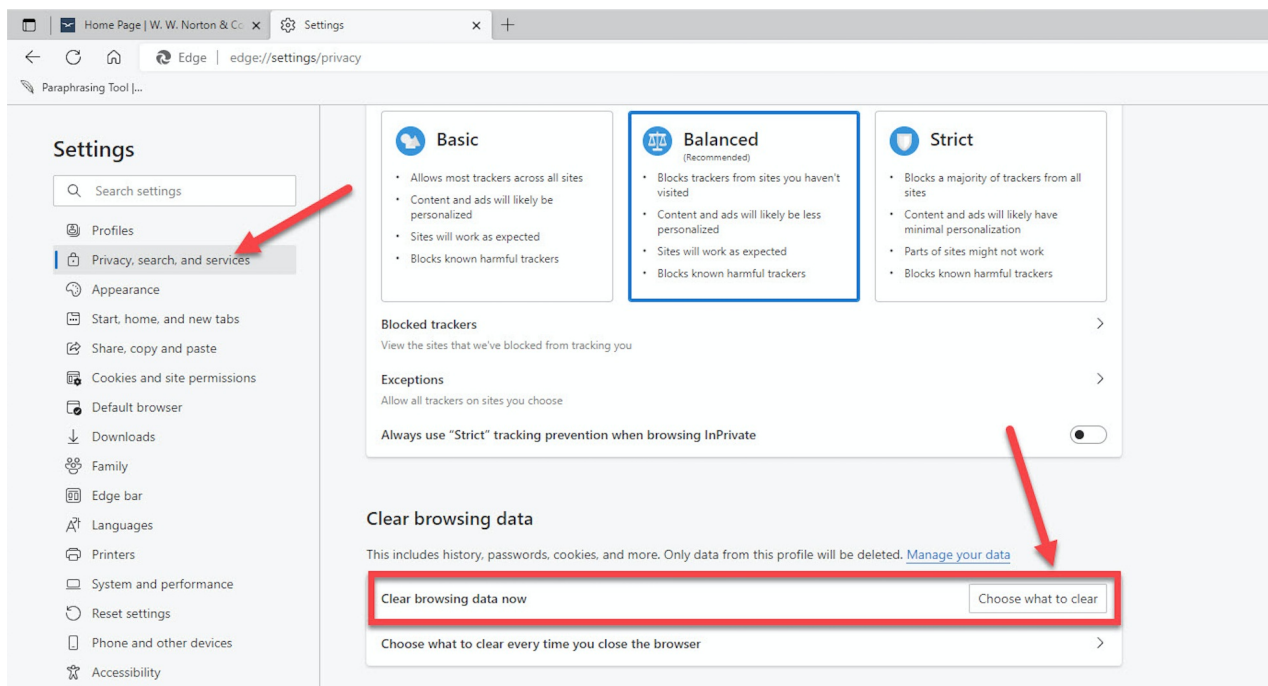 Home Page | W. W. Norton & Co
Settings
Edge | edge://settings/privacy
Paraphrasing Tool |...
Settings
Search settings
Profiles
Privacy, search, and services
Appearance
Start, home, and new tabs
Share, copy and paste
Cookies and site permissions
Default browser
Downloads
Family
Edge bar
Languages
Printers
System and performance
Reset settings
Phone and other devices
Accessibility
Basic
• Allows most trackers across all sites
• Content and ads will likely be
personalized
• Sites will work as expected
• Blocks known harmful trackers
Balanced
(Recommended)
• Blocks trackers from sites you haven't
visited
• Content and ads will likely be less
personalized
• Sites will work as expected
• Blocks known harmful trackers
Strict
• Blocks a majority of trackers from all
sites
• Content and ads will likely have
minimal personalization
• Parts of sites might not work
• Blocks known harmful trackers
Blocked trackers
View the sites that we've blocked from tracking you
Exceptions
Allow all trackers on sites you choose
Always use “Strict” tracking prevention when browsing InPrivate
Clear browsing data
This includes history, passwords, cookies, and more. Only data from this profile will be deleted. Manage your data
Clear browsing data now
Choose what to clear
Choose what to clear every time you close the browser